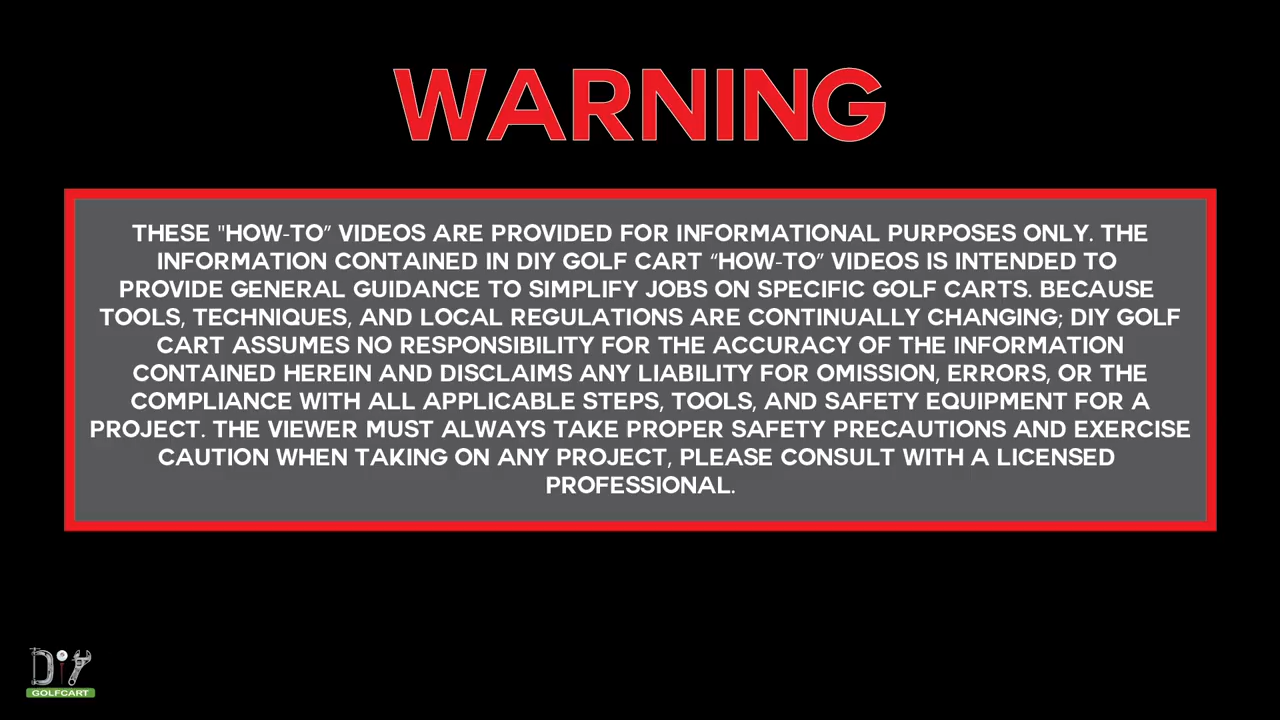 WARNING
THESE "HOW-TO” VIDEOS ARE PROVIDED FOR INFORMATIONAL PURPOSES ONLY. THE
INFORMATION CONTAINED IN DIY GOLF CART “HOW-TO” VIDEOS IS INTENDED TO
PROVIDE GENERAL GUIDANCE TO SIMPLIFY JOBS ON SPECIFIC GOLF CARTS. BECAUSE
TOOLS, TECHNIQUES, AND LOCAL REGULATIONS ARE CONTINUALLY CHANGING; DIY GOLF
CART ASSUMES NO RESPONSIBILITY FOR THE ACCURACY OF THE INFORMATION
CONTAINED HEREIN AND DISCLAIMS ANY LIABILITY FOR OMISSION, ERRORS, OR THE
COMPLIANCE WITH ALL APPLICABLE STEPS, TOOLS, AND SAFETY EQUIPMENT FOR A
PROJECT. THE VIEWER MUST ALWAYS TAKE PROPER SAFETY PRECAUTIONS AND EXERCISE
CAUTION WHEN TAKING ON ANY PROJECT, PLEASE CONSULT WITH A LICENSED
PROFESSIONAL.
DIY
GOLFCART